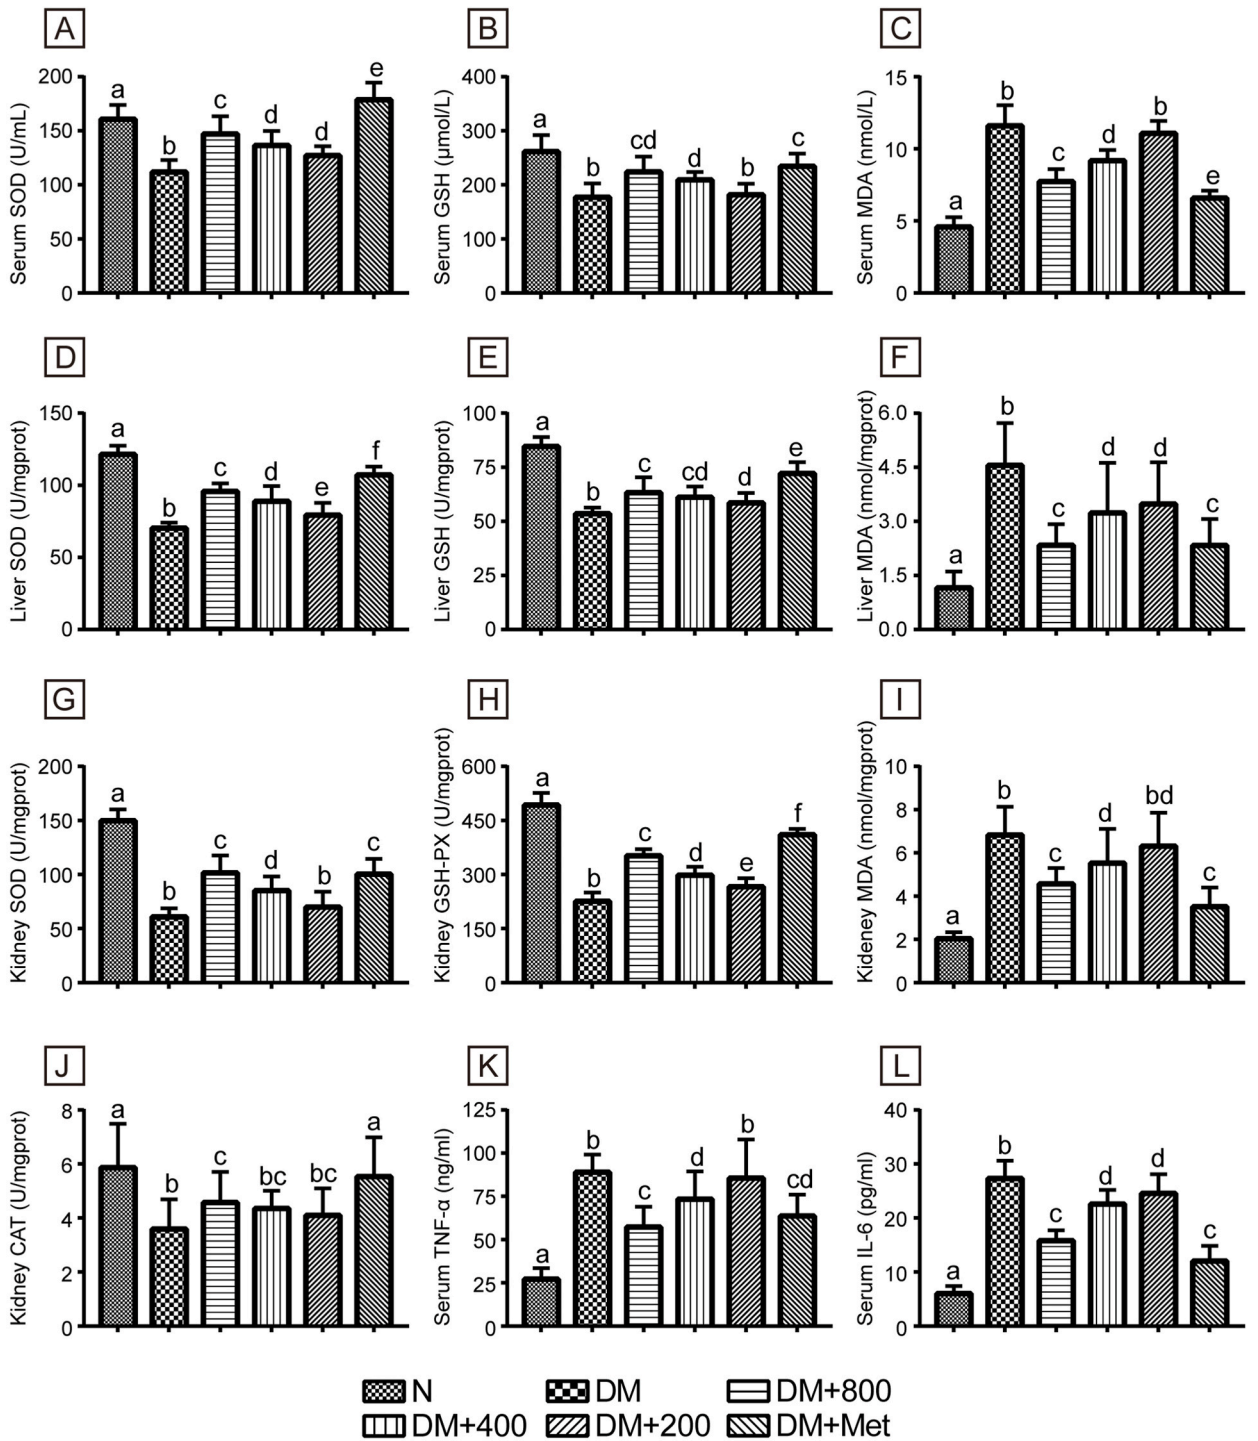 A
Serum SOD (U/mL)
200
150
100
50
0
a
b
c
d
d
e
B
Serum GSH (μmol/L)
400
300
200
100
0
a
b
cd
d
b
c
C
Serum MDA (nmol/L)
15
10
5
0
a
b
c
d
b
e
D
Liver SOD (U/mgprot)
150
100
50
0
a
b
c
d
e
f
E
Liver GSH (U/mgprot)
100
75
50
25
0
a
b
c
cd
d
e
F
Liver MDA (nmol/mgprot)
6.0
4.5
3.0
1.5
0.0
a
b
c
d
d
c
G
Kidney SOD (U/mgprot)
200
150
100
50
0
a
b
c
d
b
c
H
Kidney GSH-PX (U/mgprot)
600
450
300
150
0
a
b
c
d
e
f
I
Kideney MDA (nmol/mgprot)
10
8
6
4
2
0
a
b
c
d
bd
c
J
Kidney CAT (U/mgprot)
8
6
4
2
0
a
b
c
bc
bc
a
K
Serum TNF-α (ng/ml)
125
100
75
50
25
0
a
b
c
d
b
cd
L
Serum IL-6 (pg/ml)
40
30
20
10
0
a
b
c
d
d
c
N DM DM+800
DM+400 DM+200 DM+Met